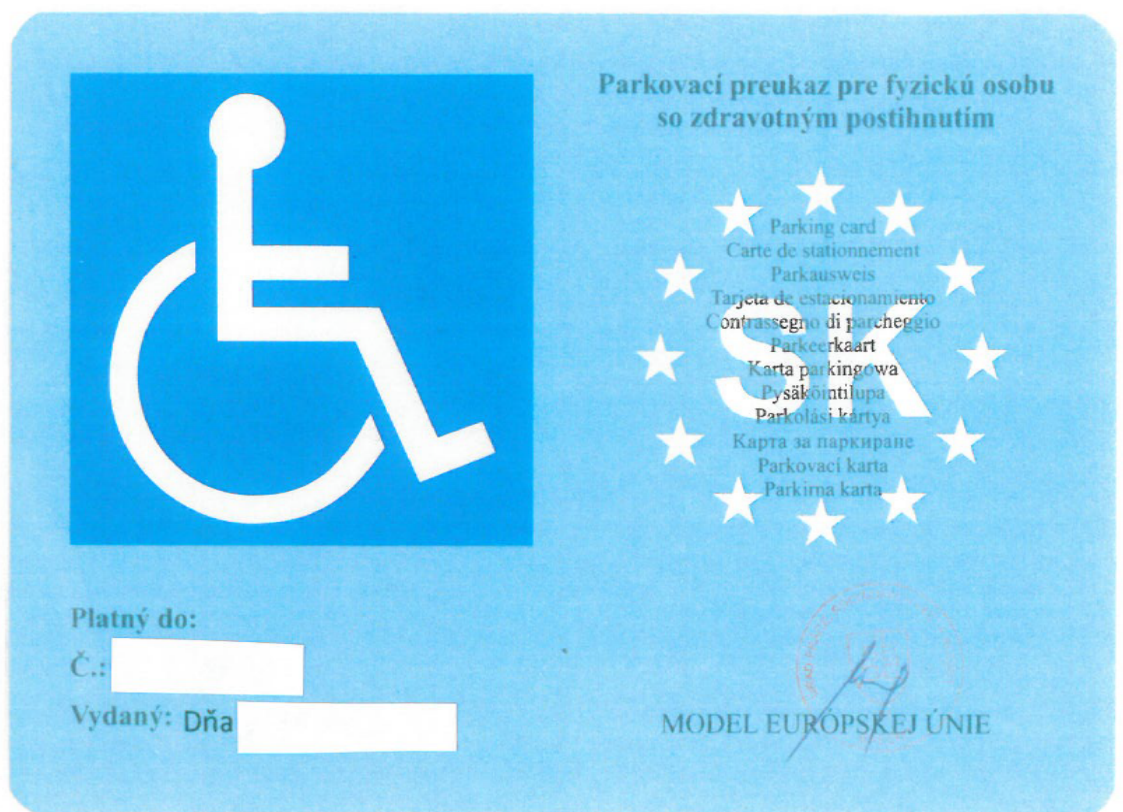 Parkovací preukaz pre fyzickú osobu
so zdravotným postihnutím
Parking card
Carte de stationnement
Parkausweis
Tarjeta de estacionamiento
Contrassegno di parcheggio
Parkeerkaart
Karta parkingowa
Pysäköintilupa
Parkolási kártya
Карта за паркиране
Parkovací karta
Parkirna karta
SK
Platný do:
Č.:
Vydaný: Dňa
MODEL EURÓPSKEJ ÚNIE